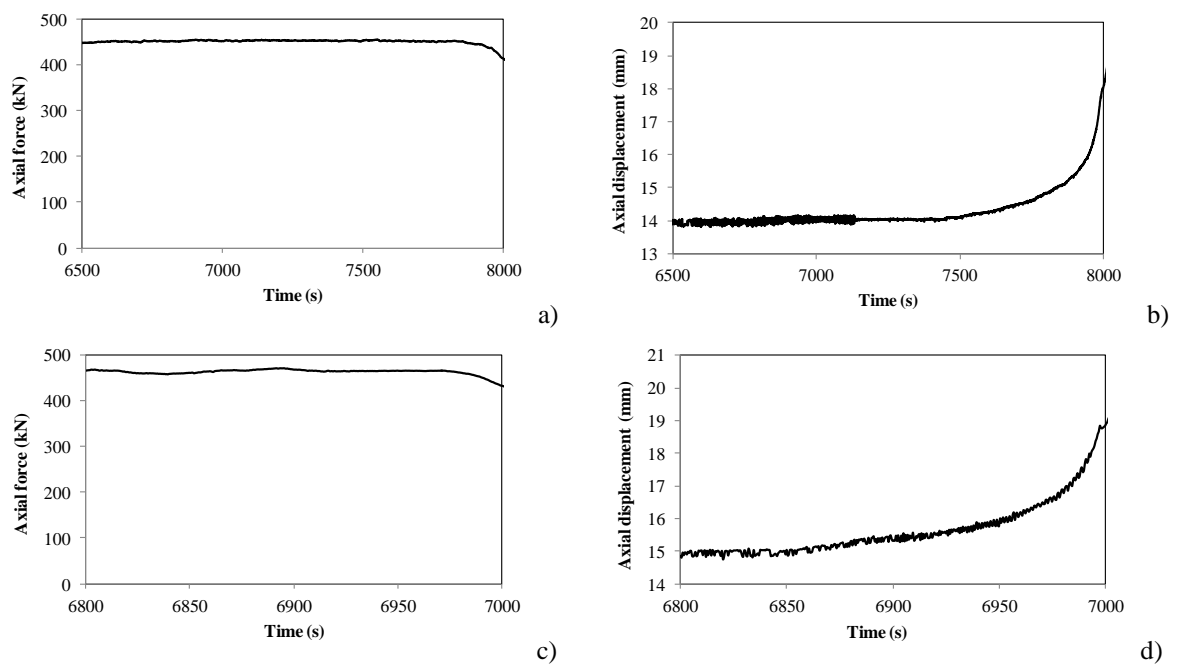 500
400
300
200
100
0
6500 7000 7500 8000
Axial force (kN)
Time (s)
a)
20
19
18
17
16
15
14
13
6500 7000 7500 8000
Axial displacement (mm)
Time (s)
b)
500
400
300
200
100
0
6800 6850 6900 6950 7000
Axial force (kN)
Time (s)
c)
21
20
19
18
17
16
15
14
6800 6850 6900 6950 7000
Axial displacement (mm)
Time (s)
d)